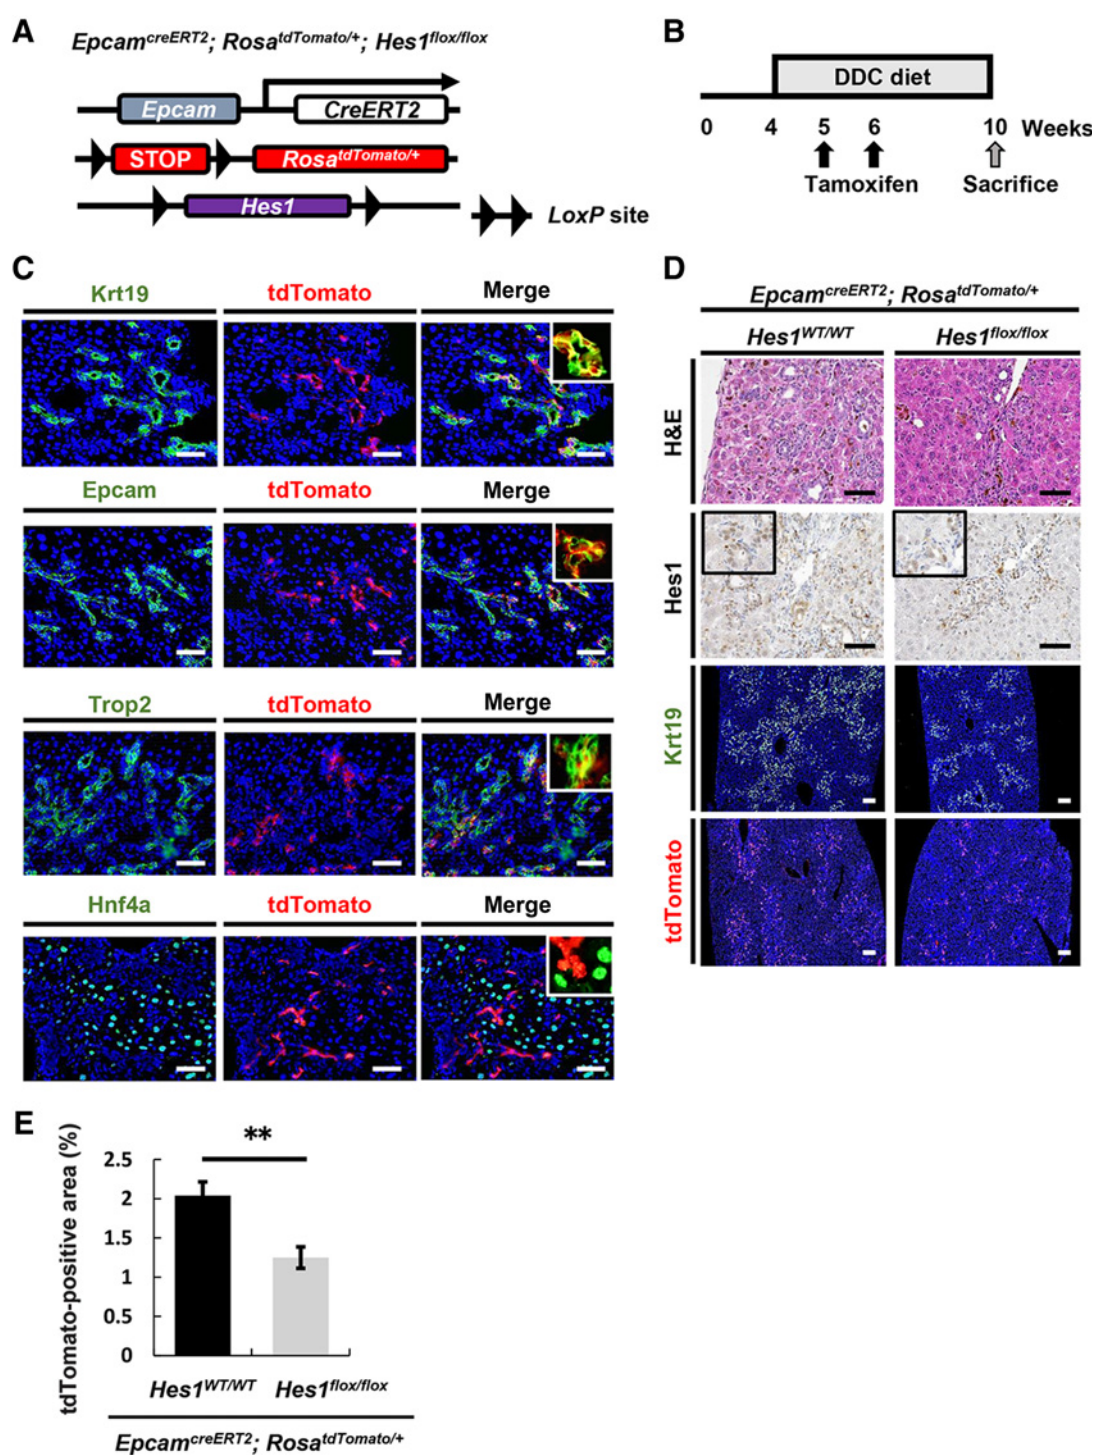 A
Epcam^creERT2; Rosa^tdTomato/+; Hes1^flox/flox
Epcam
CreERT2
STOP
Rosa^tdTomato/+
Hes1
LoxP site
B
DDC diet
0 4 5 6 10 Weeks
Tamoxifen Sacrifice
C
Krt19 tdTomato Merge
Epcam tdTomato Merge
Trop2 tdTomato Merge
Hnf4a tdTomato Merge
D
Epcam^creERT2; Rosa^tdTomato/+
Hes1^WT/WT Hes1^flox/flox
H&E
Hes1
Krt19
tdTomato
E
**
tdTomato-positive area (%)
2.5
2
1.5
1
0.5
0
Hes1^WT/WT Hes1^flox/flox
Epcam^creERT2; Rosa^tdTomato/+